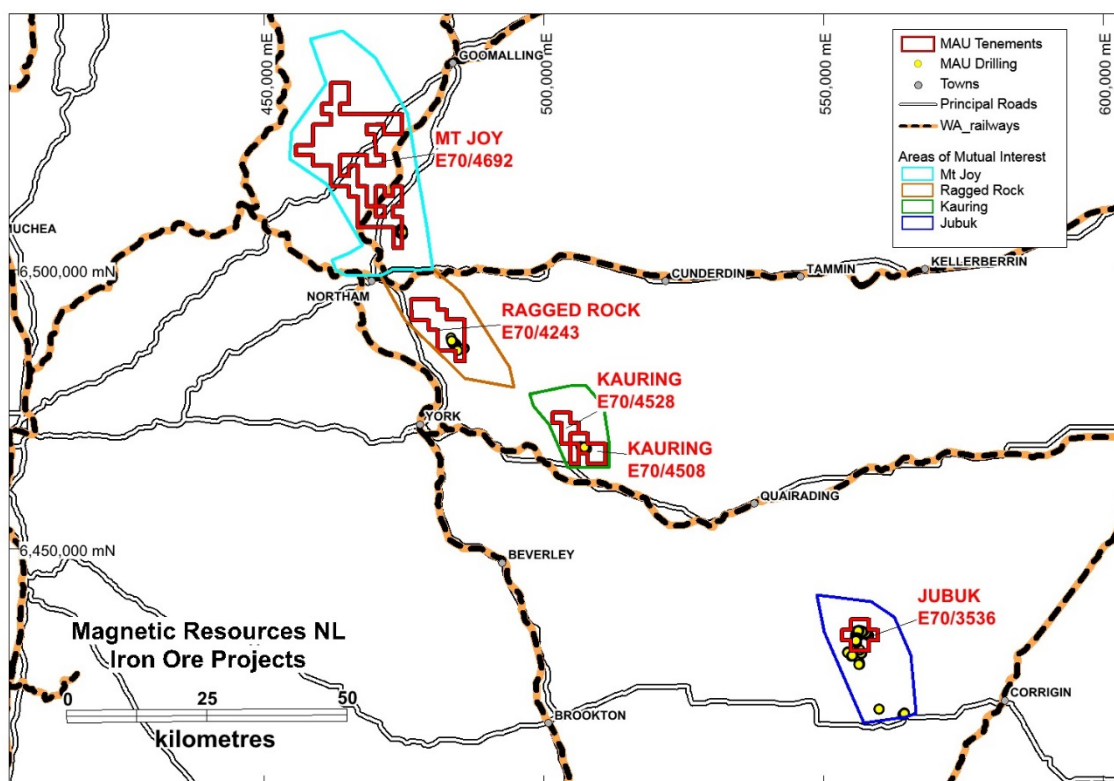 450,000 mE
500,000 mE
550,000 mE
600,000 mE
GOOMALLING
MAU Tenements
MAU Drilling
Towns
Principal Roads
WA_railways
Areas of Mutual Interest
Mt Joy
Ragged Rock
Kauring
Jubuk
MT JOY
E70/4692
MUCHEA
6,500,000 mN
NORTHAM
CUNDERDIN
TAMMIN
KELLERBERRIN
RAGGED ROCK
E70/4243
KAURING
E70/4528
YORK
KAURING
E70/4508
QUAIRADING
6,450,000 mN
BEVERLEY
JUBUK
E70/3536
Magnetic Resources NL
Iron Ore Projects
0 25 50
kilometres
BROOKTON
CORRIGIN